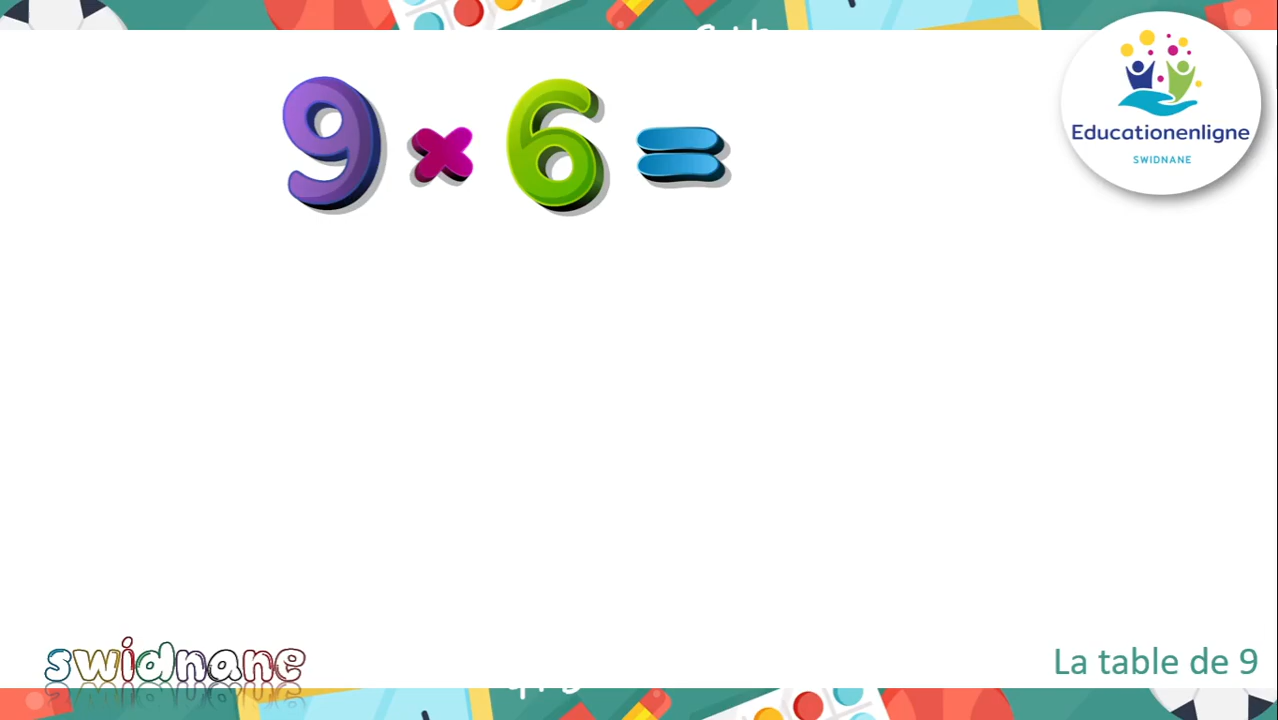 9 × 6 =
Educationenligne
SWIDNANE
swidnane
La table de 9